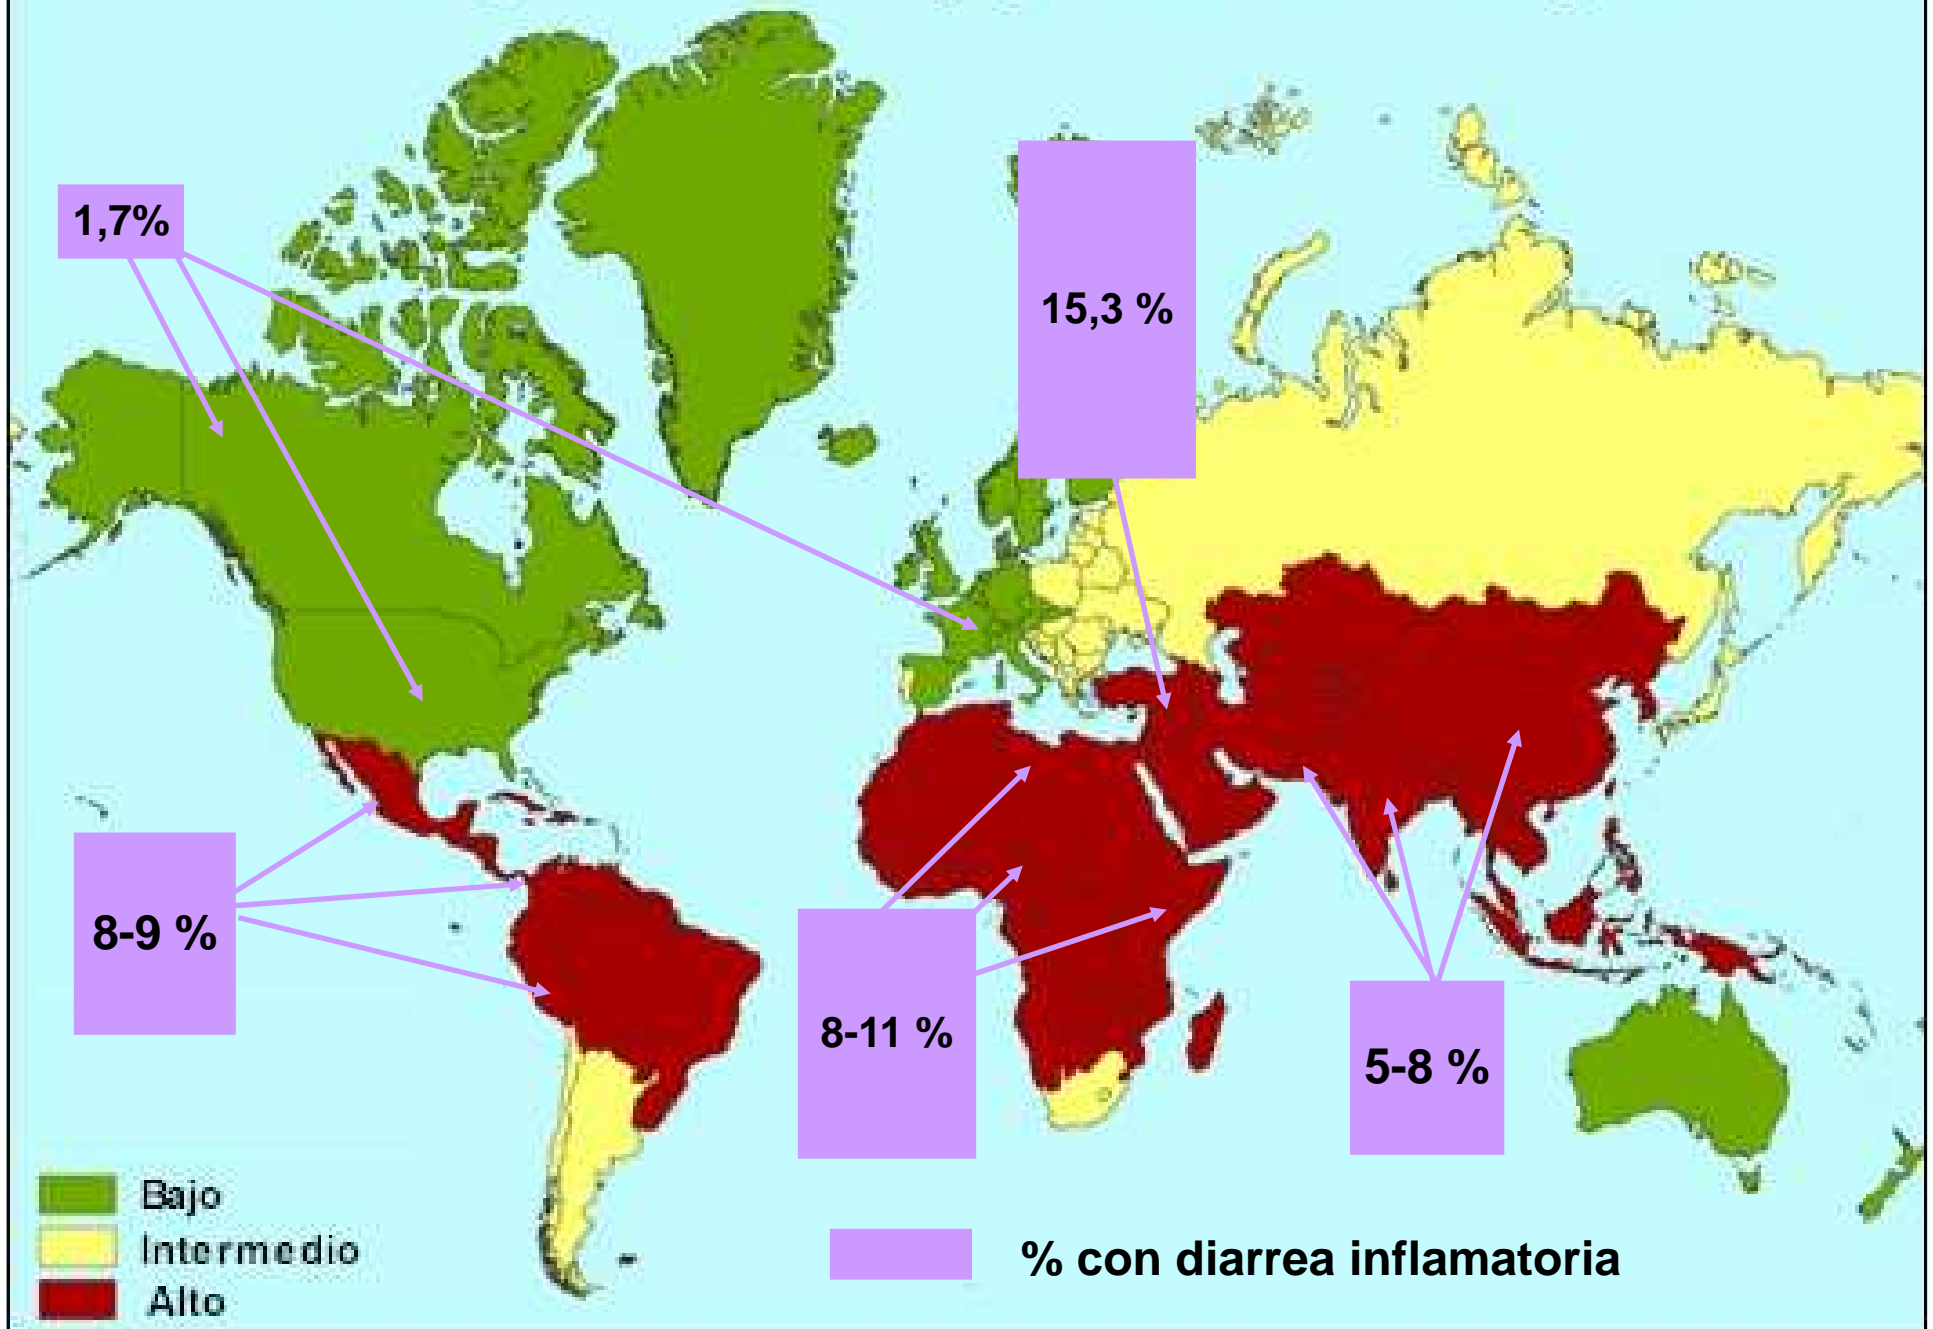 1,7%
15,3 %
8-9 %
8-11 %
5-8 %
Bajo
Intermedio
Alto
% con diarrea inflamatoria